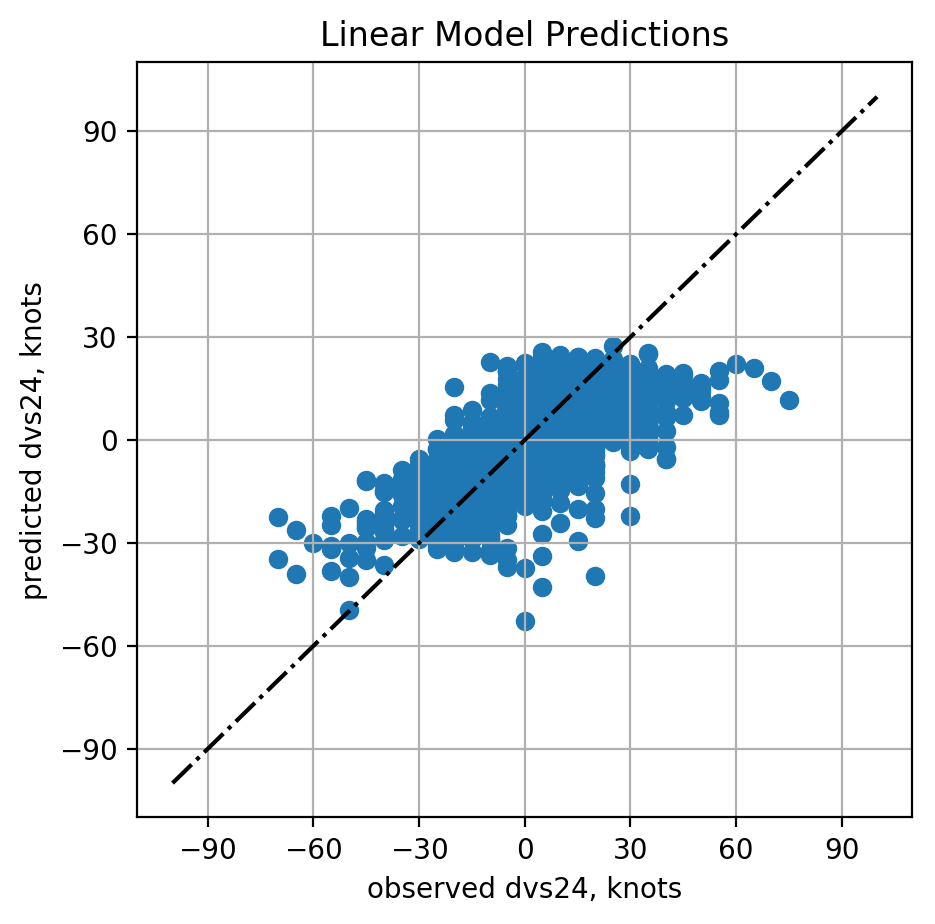 Linear Model Predictions
90
60
30
0
−30
−60
−90
predicted dvs24, knots
−90 −60 −30 0 30 60 90
observed dvs24, knots